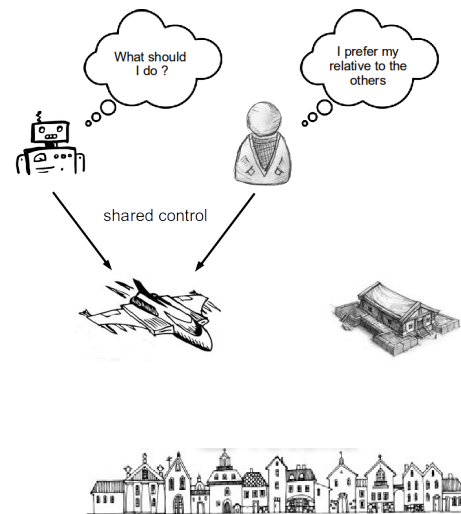 What should
I do ?
I prefer my
relative to the
others
shared control